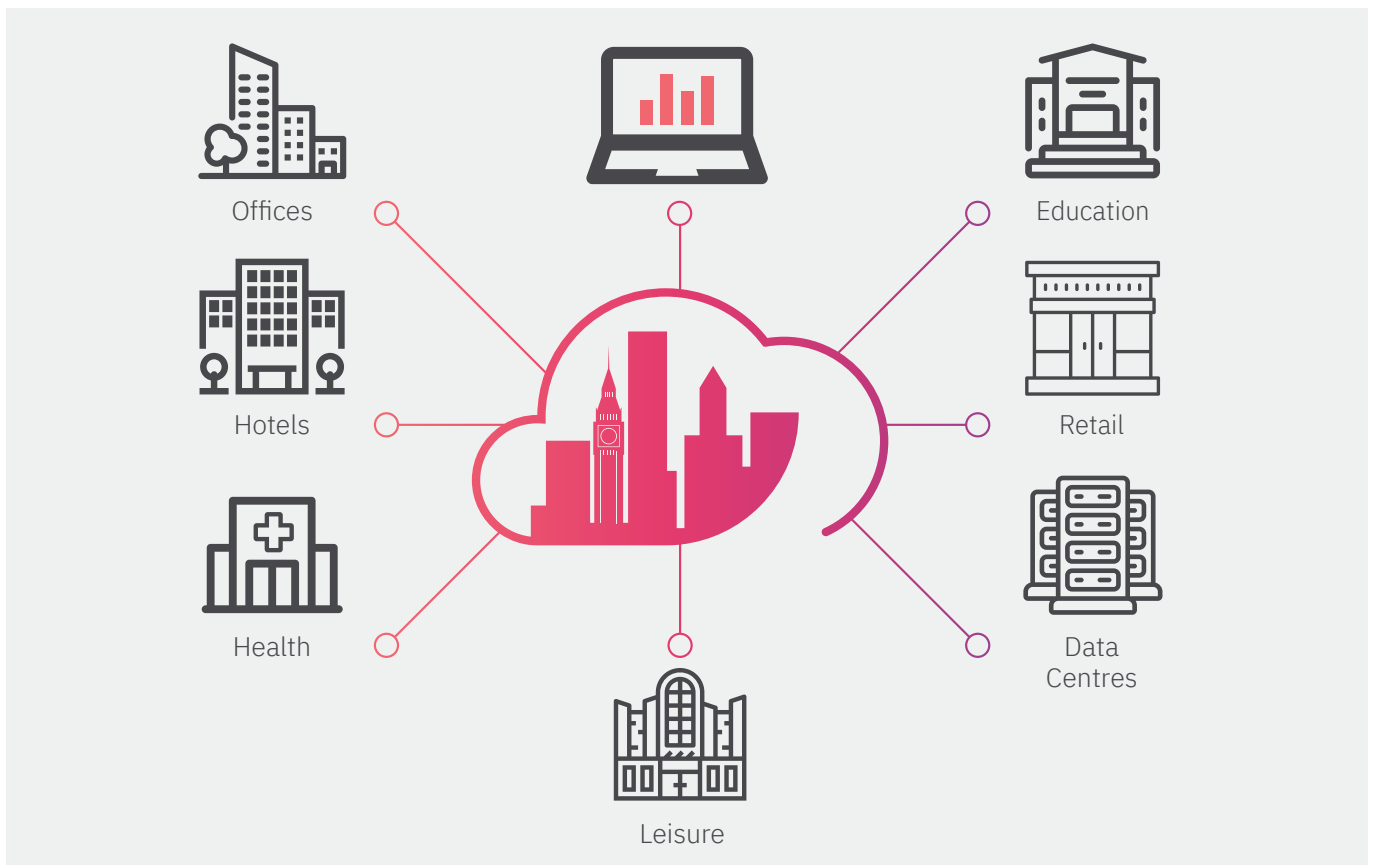 Offices
Education
Hotels
Retail
Health
Data
Centres
Leisure